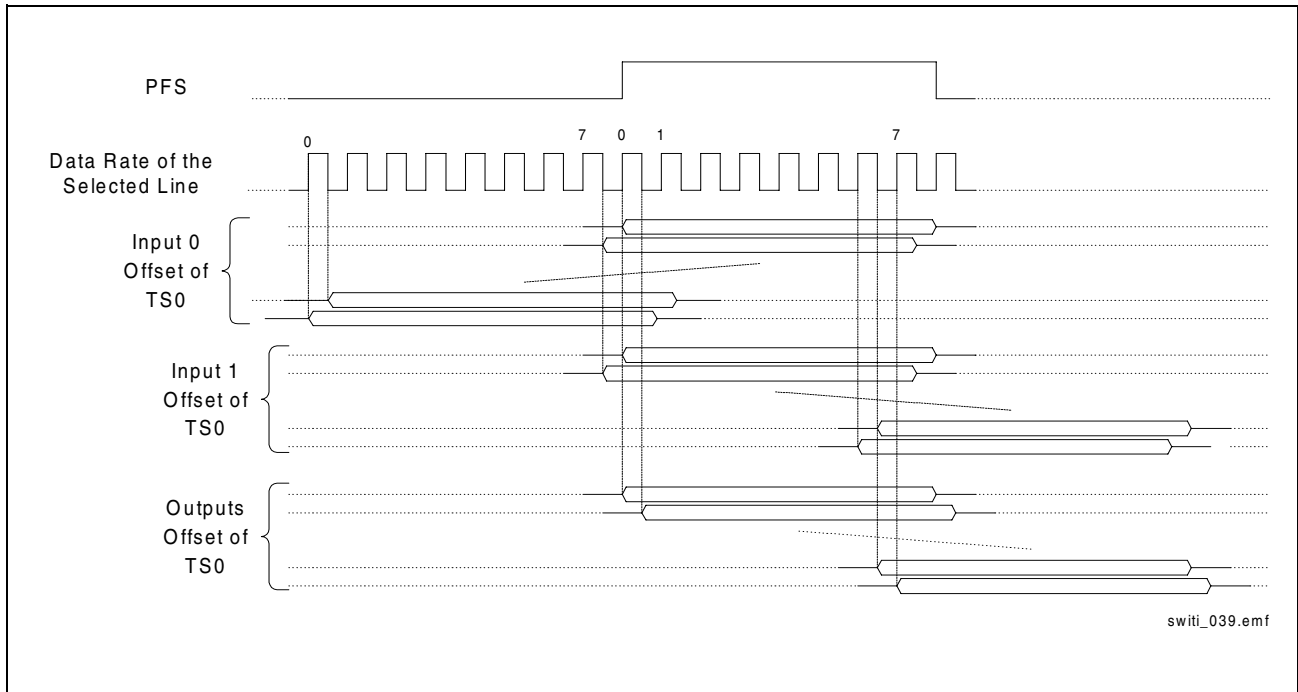 PFS
0 7 0 1 7
Data Rate of the
Selected Line
Input 0
Offset of
TS0
Input 1
Offset of
TS0
Outputs
Offset of
TS0
switi_039.emf